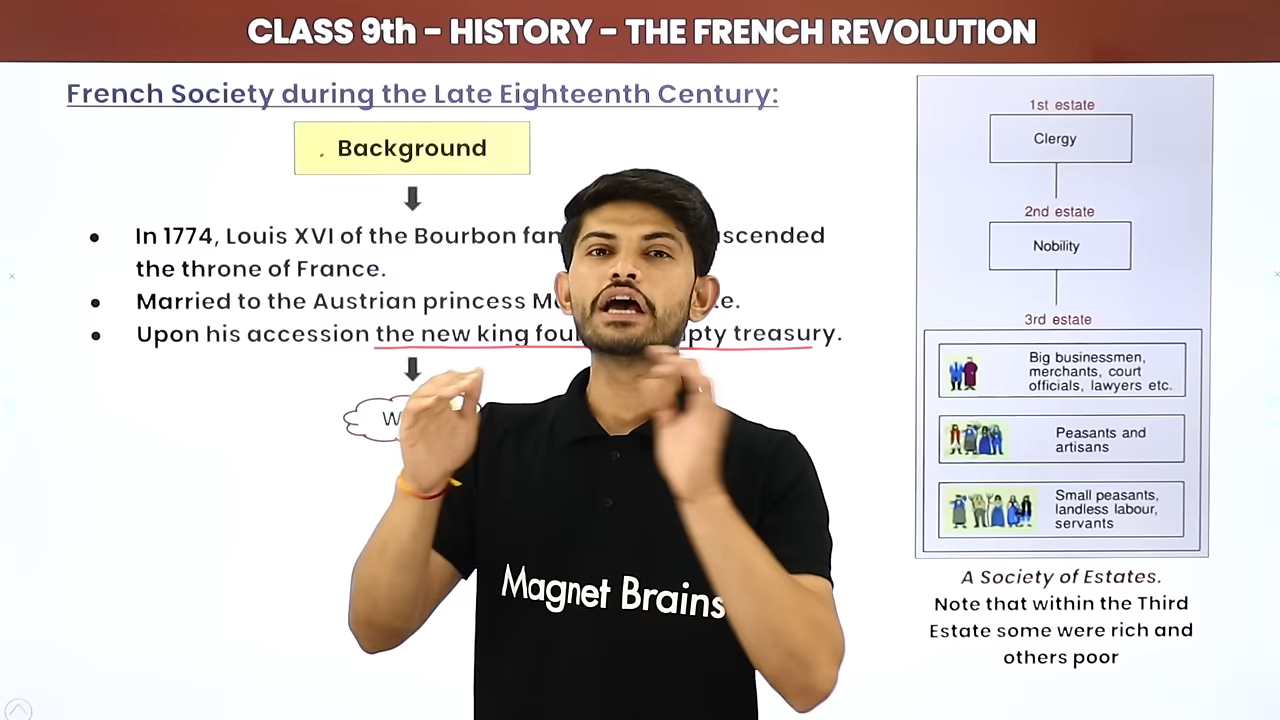 CLASS 9th – HISTORY – THE FRENCH REVOLUTION
French Society during the Late Eighteenth Century:
Background
In 1774, Louis XVI of the Bourbon
the throne of France.
Married to the Austrian princess
Upon his accession the new king treasury.
1st estate
Clergy
2nd estate
Nobility
3rd estate
Big businessmen,
merchants, court
officials, lawyers etc.
Peasants and
artisans
Small peasants,
landless labour,
servants
A Society of Estates.
Note that within the Third
Estate some were rich and
others poor
Magnet Brains